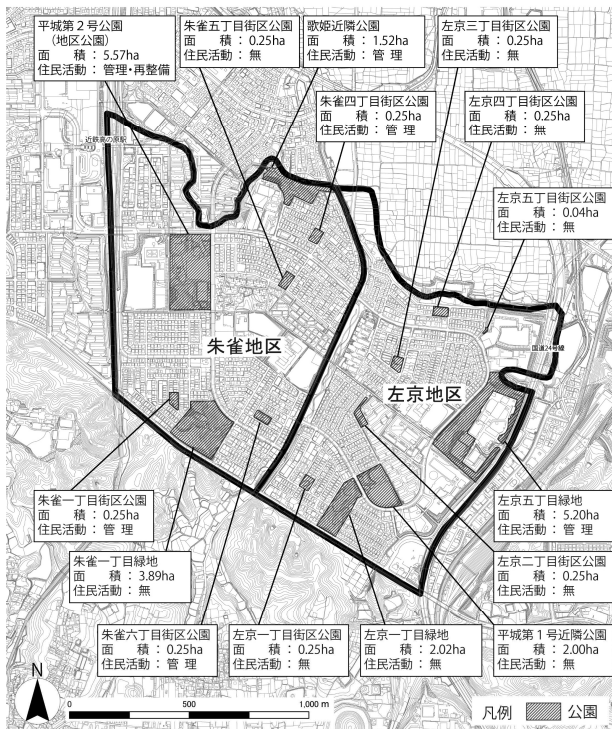 平城第2号公園
(地区公園)
面　積：5.57ha
住民活動：管理・再整備
朱雀五丁目街区公園
面　積：0.25ha
住民活動：無
歌姫近隣公園
面　積：1.52ha
住民活動：管 理
左京三丁目街区公園
面　積：0.25ha
住民活動：無
朱雀四丁目街区公園
面　積：0.25ha
住民活動：管 理
左京四丁目街区公園
面　積：0.25ha
住民活動：無
近鉄高の原駅
左京五丁目街区公園
面　積：0.04ha
住民活動：無
国道24号線
朱雀地区
左京地区
朱雀一丁目街区公園
面　積：0.25ha
住民活動：管 理
左京五丁目緑地
面　積：5.20ha
住民活動：管 理
朱雀一丁目緑地
面　積：3.89ha
住民活動：無
左京二丁目街区公園
面　積：0.25ha
住民活動：無
朱雀六丁目街区公園
面　積：0.25ha
住民活動：管 理
左京一丁目街区公園
面　積：0.25ha
住民活動：無
左京一丁目緑地
面　積：2.02ha
住民活動：無
平城第1号近隣公園
面　積：2.00ha
住民活動：無
N
0 500 1,000 m
凡例 公園